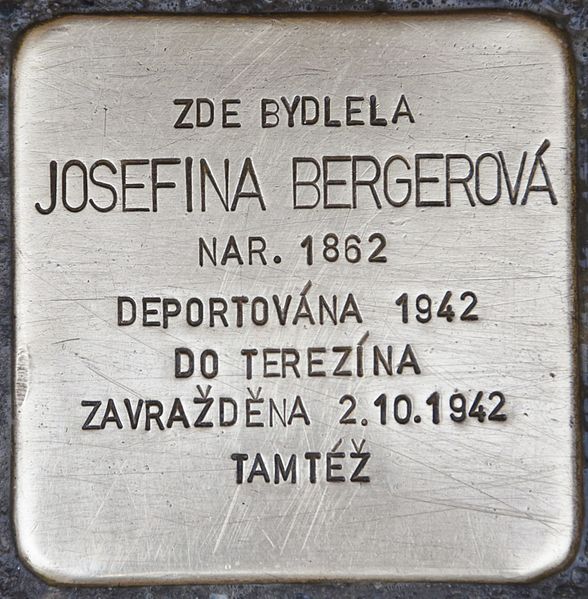 ZDE BYDLELA
JOSEFINA BERGEROVÁ
NAR. 1862
DEPORTOVÁNA 1942
DO TEREZÍNA
ZAVRAŽDĚNA 2.10.1942
TAMTÉŽ